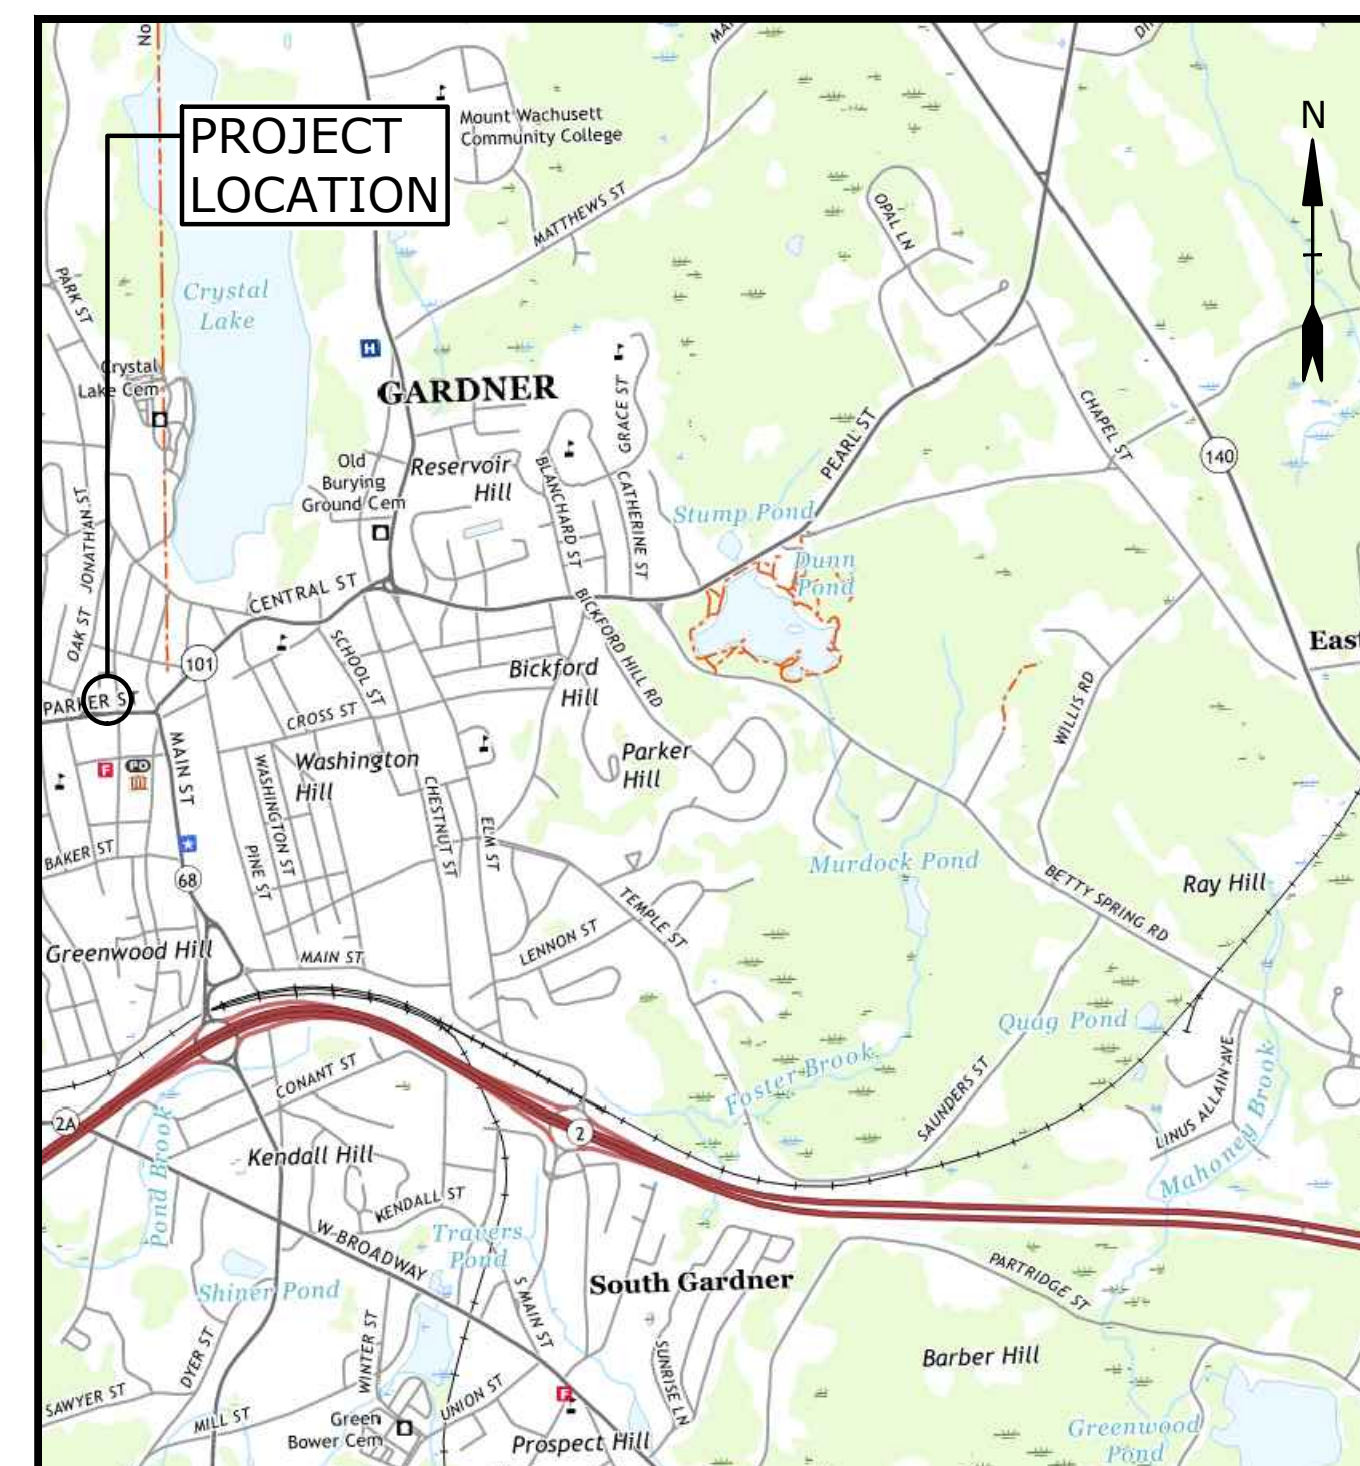 No
MA
DI
PROJECT
LOCATION
Mount Wachusett
Community College
N
MATTHEWS ST
OPAL LN
PARK ST
Crystal
Lake
H
Crystal
Lake Cem
GARDNER
GRACE ST
CHAPEL ST
PEARL ST
140
Old
Burying
Ground Cem
Reservoir
Hill
BLANCHARD ST
CATHERINE ST
JONATHAN ST
Stump Pond
Dunn
Pond
CENTRAL ST
BICKFORD HILL RD
OAK ST
SCHOOL ST
East
101
Bickford
Hill
PARKER ST
CROSS ST
WILLIS RD
MAIN ST
Washington
Hill
WASHINGTON ST
Parker
Hill
F
PD
CHESTNUT ST
ELM ST
BAKER ST
PINE ST
68
Murdock Pond
BETTY SPRING RD
Ray Hill
TEMPLE ST
LENNON ST
Greenwood Hill
MAIN ST
Quag Pond
Foster Brook
SAUNDERS ST
LINUS ALLAIN AVE
Mahoney Brook
CONANT ST
2A
2
Pond Brook
Kendall Hill
KENDALL ST
W BROADWAY
Travers
Pond
South Gardner
PARTRIDGE ST
Shiner Pond
S MAIN ST
DYER ST
WINTER ST
SUNRISE LN
Barber Hill
SAWYER ST
MILL ST
UNION ST
F
Green
Bower Cem
Prospect Hill
Greenwood
Pond